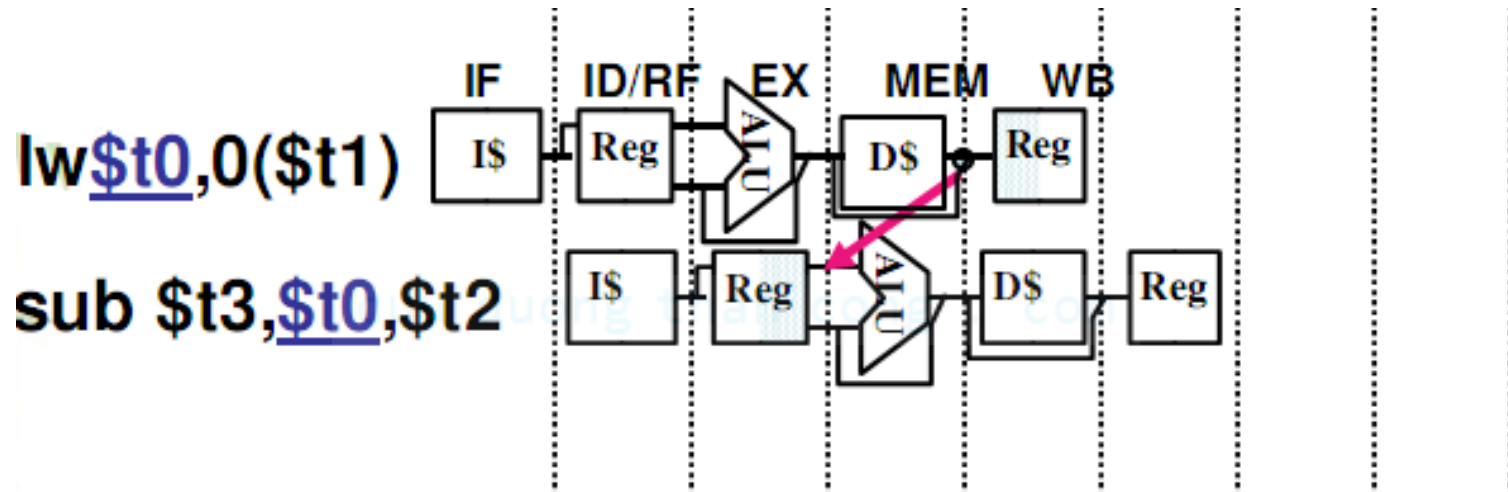 IF ID/RF EX MEM WB
lw$t0,0($t1) I$ Reg ALU D$ Reg
sub $t3,$t0,$t2 I$ Reg ALU D$ Reg